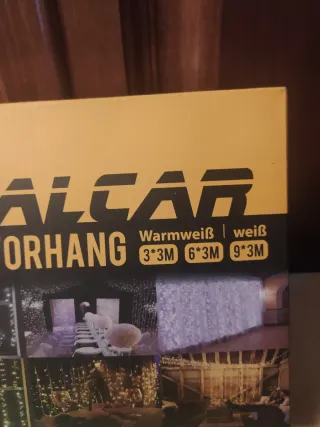 ALCAR
ORHANG
Warmweiß | weiß
3*3M 6*3M 9*3M